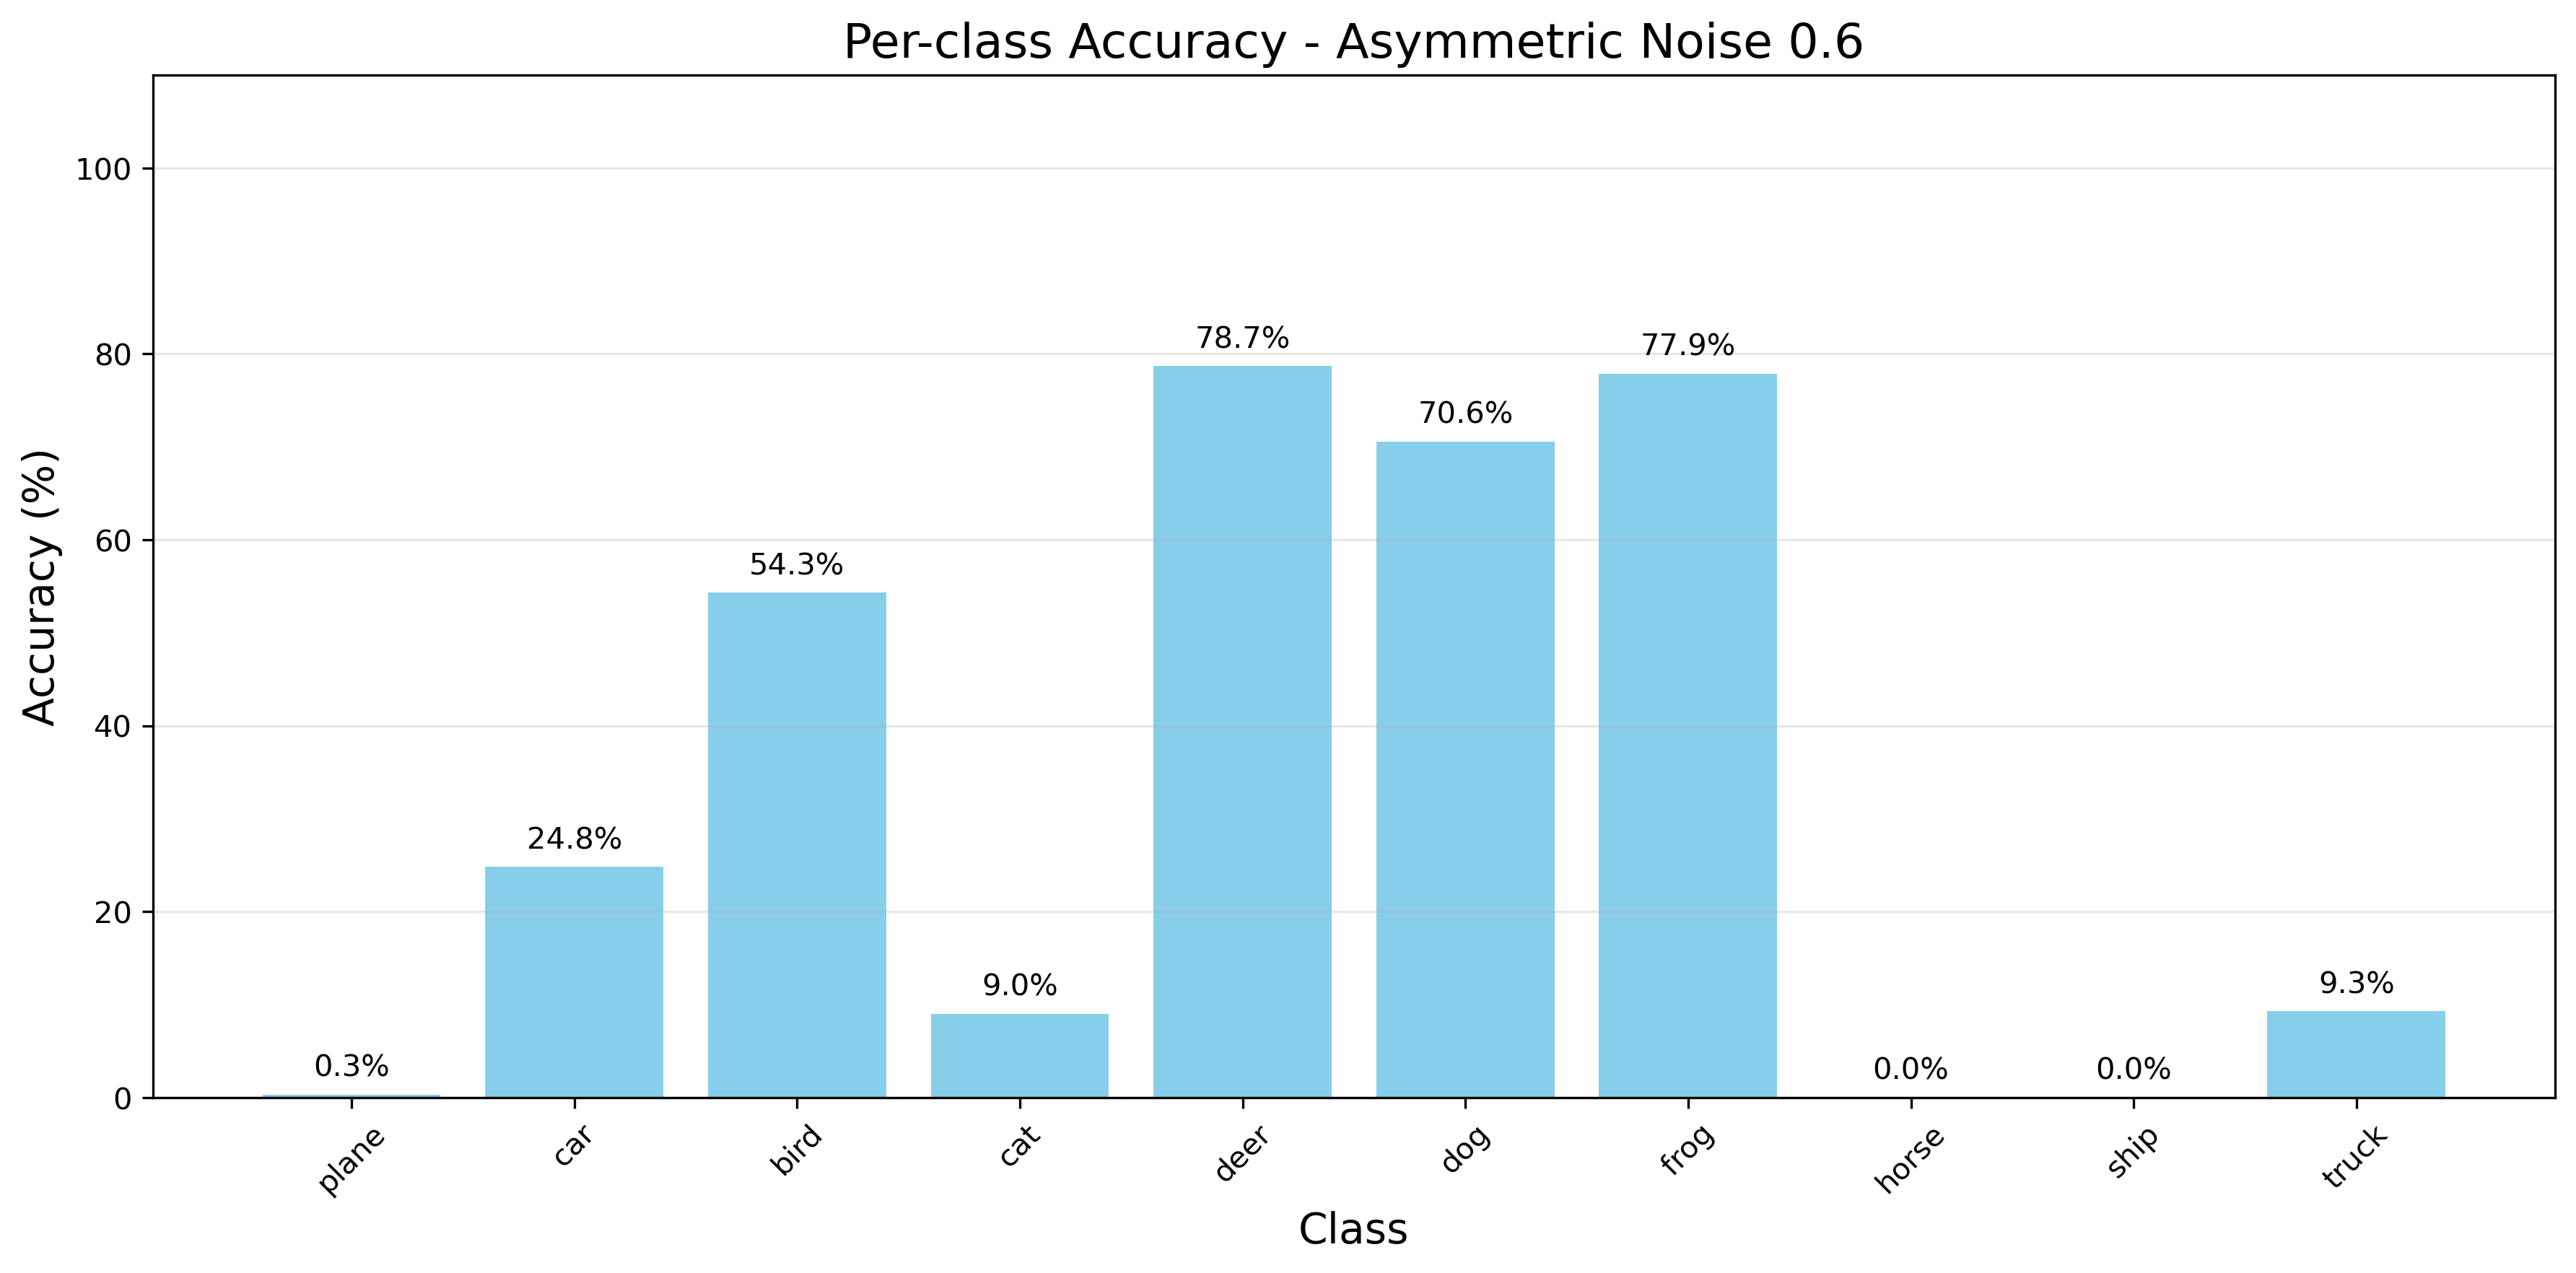 Per-class Accuracy - Asymmetric Noise 0.6
Accuracy (%)
100
80
60
40
20
0
0.3%
24.8%
54.3%
9.0%
78.7%
70.6%
77.9%
0.0%
0.0%
9.3%
plane
car
bird
cat
deer
dog
frog
horse
ship
truck
Class